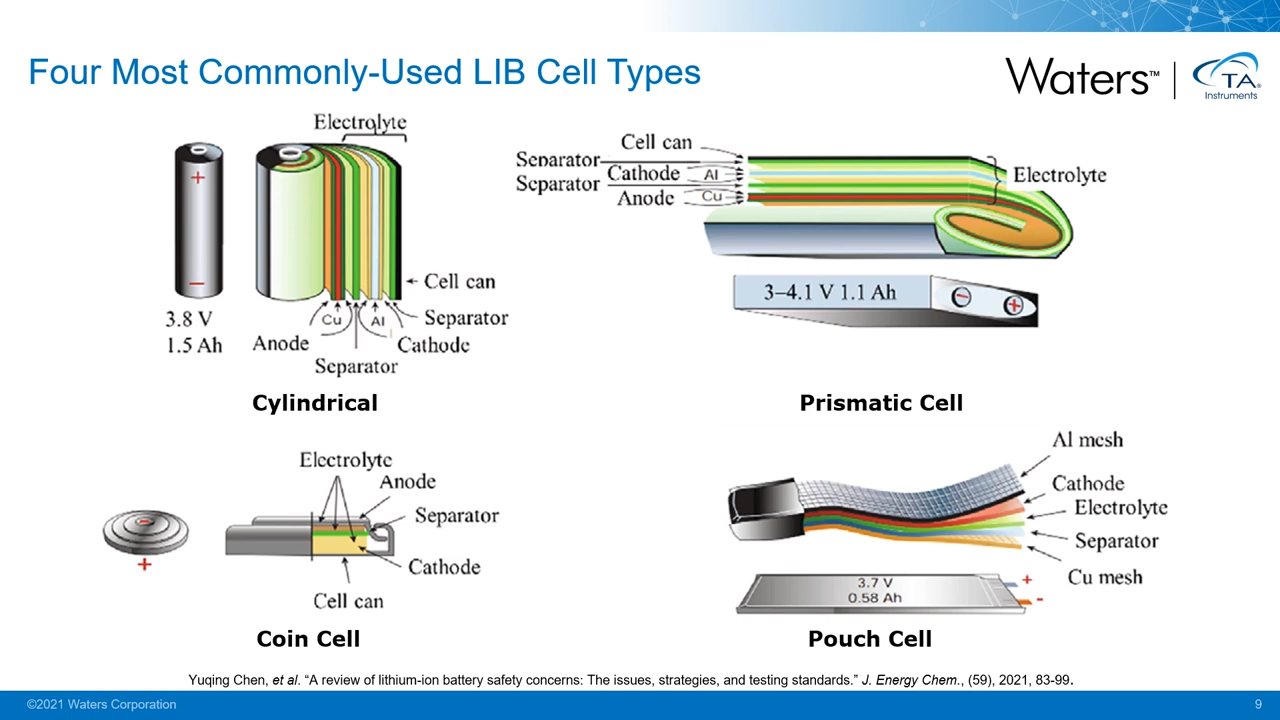 Four Most Commonly-Used LIB Cell Types
Waters™ | TA®
Instruments
Electrolyte
+
−
3.8 V
1.5 Ah
Cu
Al
Cell can
Separator
Anode
Cathode
Separator
Cylindrical
Cell can
Separator
Cathode
Al
Separator
Anode
Cu
Electrolyte
3–4.1 V 1.1 Ah
−
+
Prismatic Cell
Electrolyte
Anode
Separator
Cathode
Cell can
−
+
Coin Cell
Al mesh
Cathode
Electrolyte
Separator
Cu mesh
3.7 V
0.58 Ah
+
-
Pouch Cell
Yuqing Chen, et al. “A review of lithium-ion battery safety concerns: The issues, strategies, and testing standards.” J. Energy Chem., (59), 2021, 83-99.
©2021 Waters Corporation
9